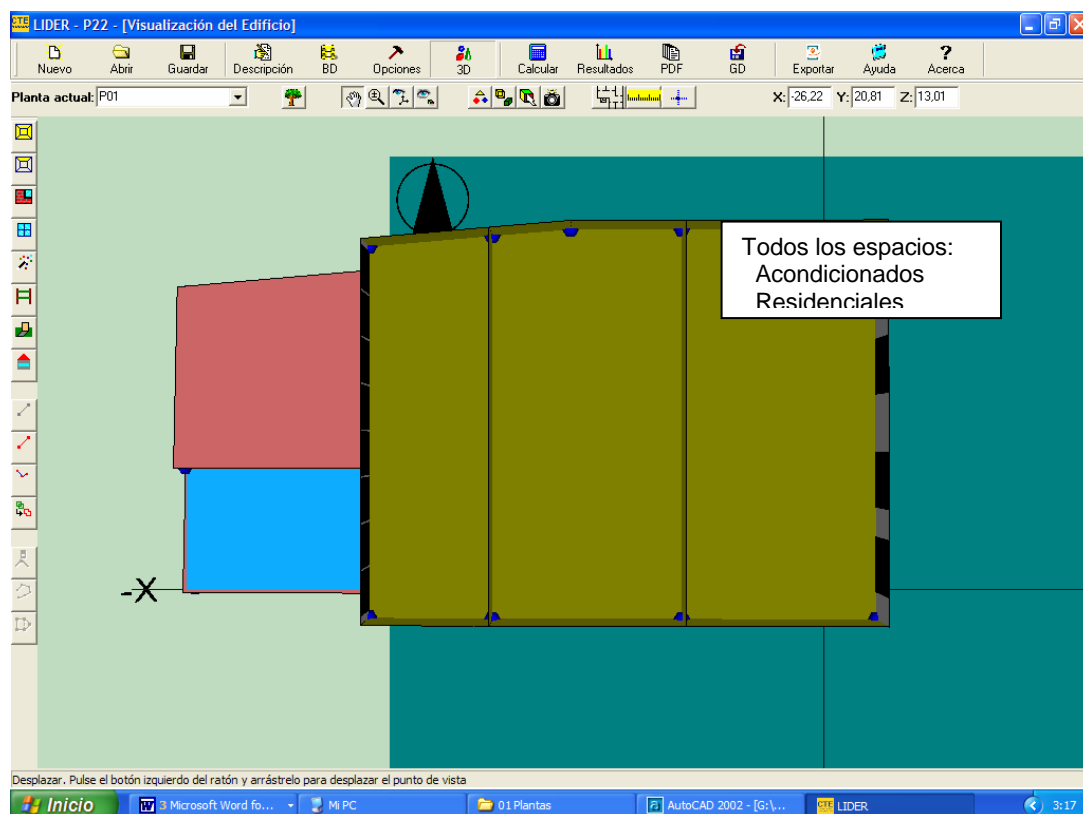 CTE LIDER - P22 - [Visualización del Edificio]
Nuevo Abrir Guardar Descripción BD Opciones 3D Calcular Resultados PDF GD Exportar Ayuda Acerca
Planta actual: P01 X: -26,22 Y: 20,81 Z: 13,01
Todos los espacios:
Acondicionados
Residenciales
-X
Desplazar. Pulse el botón izquierdo del ratón y arrástrelo para desplazar el punto de vista
Inicio 3 Microsoft Word fo... Mi PC 01 Plantas AutoCAD 2002 - [G:\... CTE LIDER 3:17